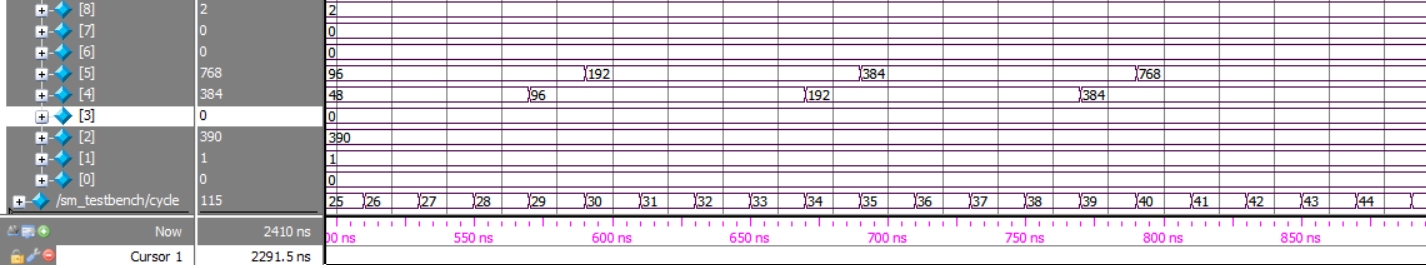 [8] 2 2
[7] 0 0
[6] 0 0
[5] 768 96 192 384 768
[4] 384 48 96 192 384
[3] 0 0
[2] 390 390
[1] 1 1
[0] 0 0
/sm_testbench/cycle 115 25 26 27 28 29 30 31 32 33 34 35 36 37 38 39 40 41 42 43 44
Now 2410 ns 00 ns 550 ns 600 ns 650 ns 700 ns 750 ns 800 ns 850 ns
Cursor 1 2291.5 ns